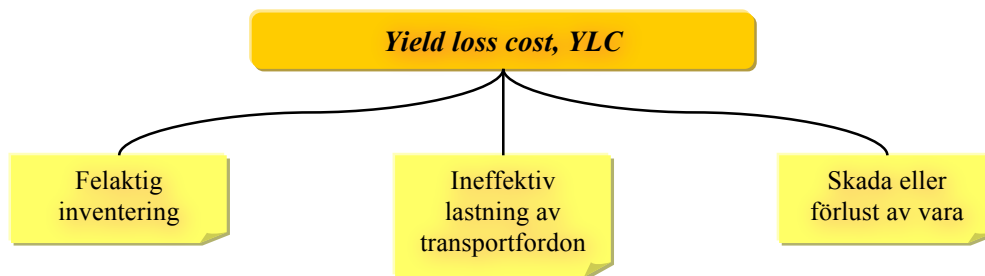 Yield loss cost, YLC
Felaktig
inventering
Ineffektiv
lastning av
transportfordon
Skada eller
förlust av vara